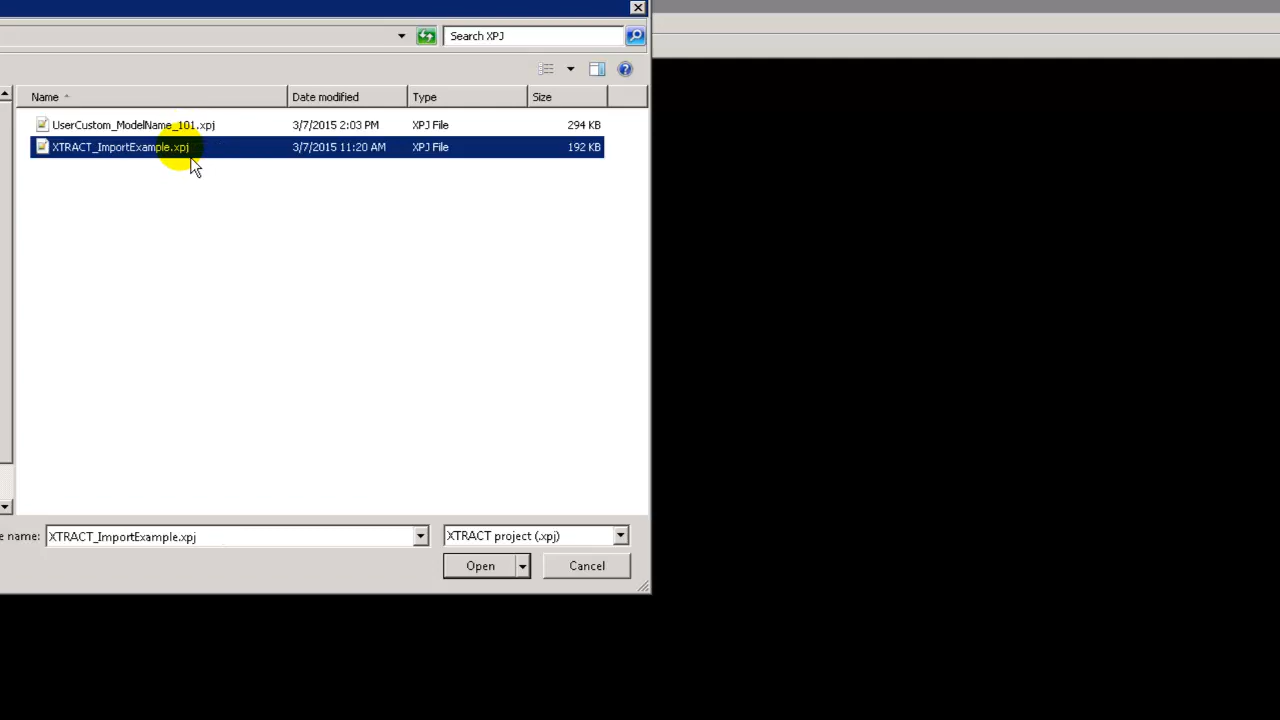 Search XPJ
Name Date modified Type Size
UserCustom_ModelName_101.xpj 3/7/2015 2:03 PM XPJ File 294 KB
XTRACT_ImportExample.xpj 3/7/2015 11:20 AM XPJ File 192 KB
e name: XTRACT_ImportExample.xpj XTRACT project (.xpj)
Open Cancel